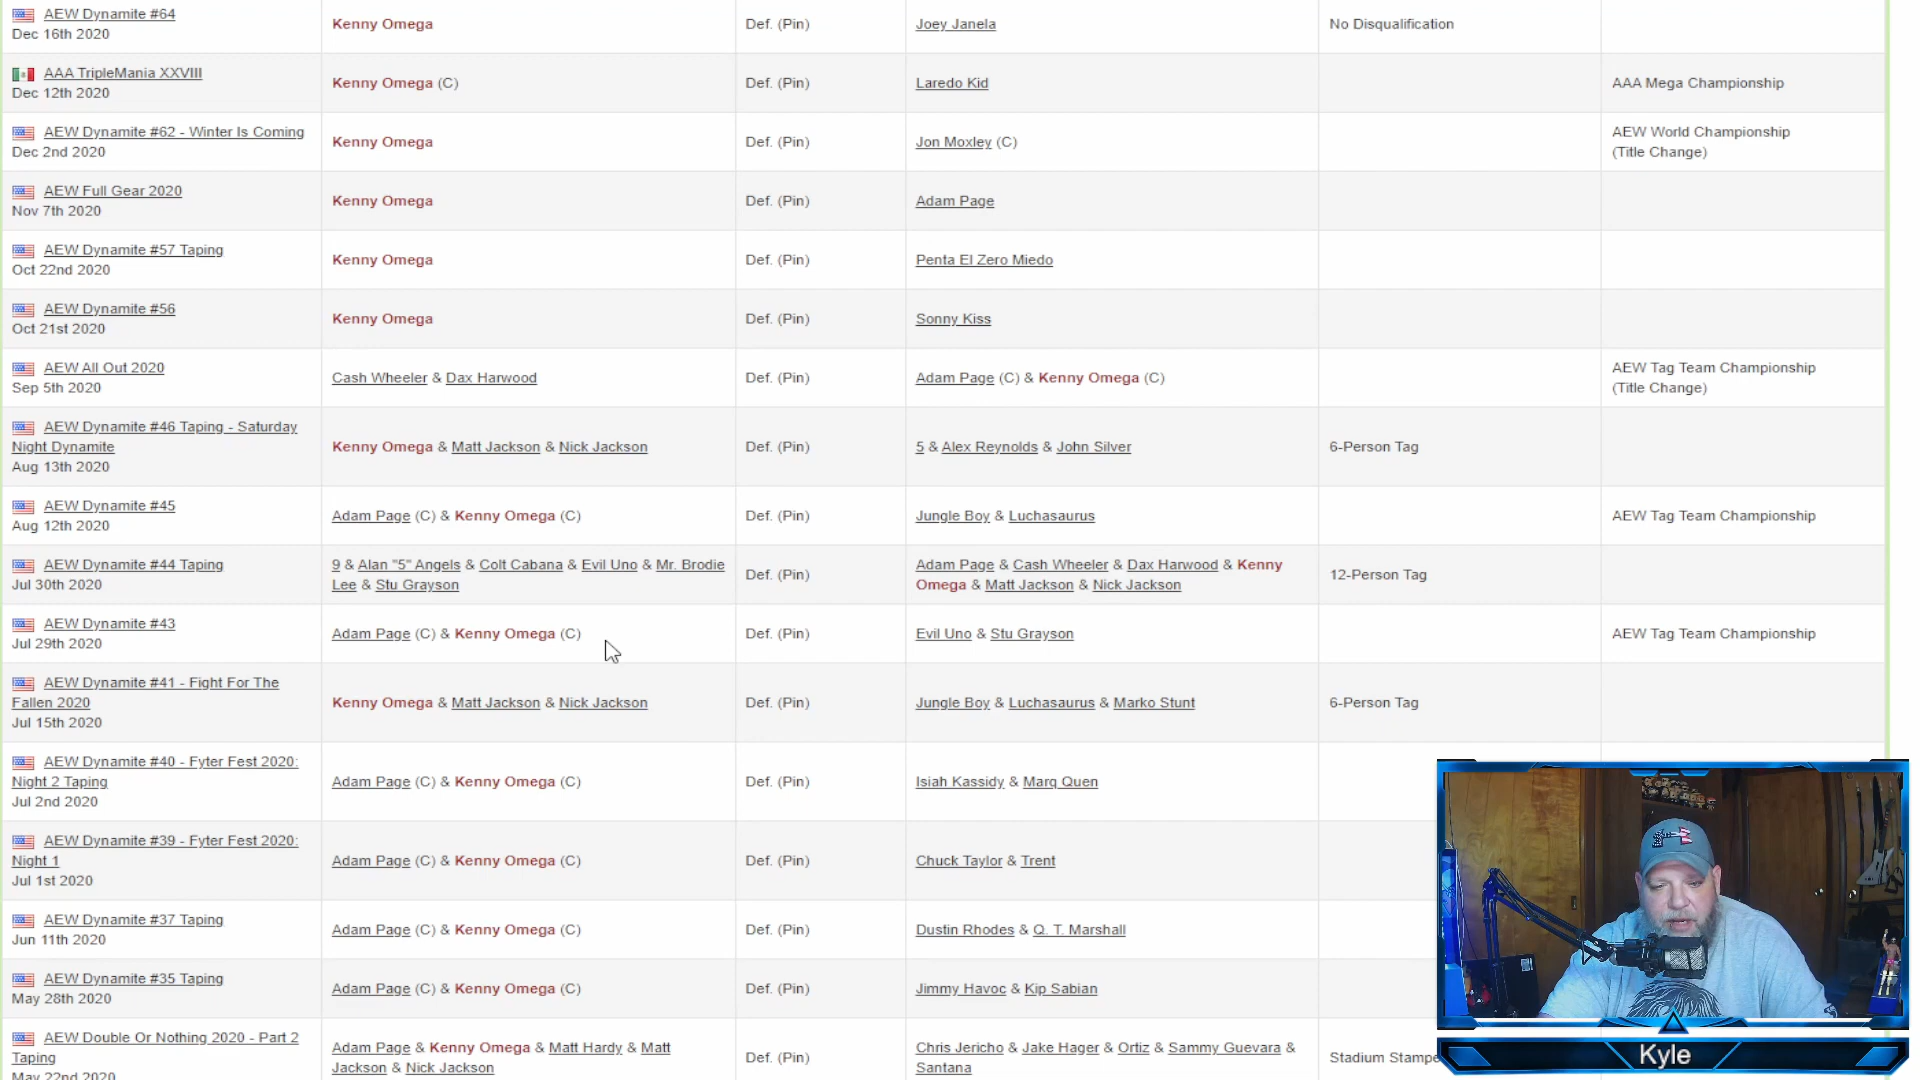 AEW Dynamite #64
Dec 16th 2020
Kenny Omega
Def. (Pin)
Joey Janela
No Disqualification
AAA TripleMania XXVIII
Dec 12th 2020
Kenny Omega (C)
Def. (Pin)
Laredo Kid
AAA Mega Championship
AEW Dynamite #62 - Winter Is Coming
Dec 2nd 2020
Kenny Omega
Def. (Pin)
Jon Moxley (C)
AEW World Championship
(Title Change)
AEW Full Gear 2020
Nov 7th 2020
Kenny Omega
Def. (Pin)
Adam Page
AEW Dynamite #57 Taping
Oct 22nd 2020
Kenny Omega
Def. (Pin)
Penta El Zero Miedo
AEW Dynamite #56
Oct 21st 2020
Kenny Omega
Def. (Pin)
Sonny Kiss
AEW All Out 2020
Sep 5th 2020
Cash Wheeler & Dax Harwood
Def. (Pin)
Adam Page (C) & Kenny Omega (C)
AEW Tag Team Championship
(Title Change)
AEW Dynamite #46 Taping - Saturday
Night Dynamite
Aug 13th 2020
Kenny Omega & Matt Jackson & Nick Jackson
Def. (Pin)
5 & Alex Reynolds & John Silver
6-Person Tag
AEW Dynamite #45
Aug 12th 2020
Adam Page (C) & Kenny Omega (C)
Def. (Pin)
Jungle Boy & Luchasaurus
AEW Tag Team Championship
AEW Dynamite #44 Taping
Jul 30th 2020
9 & Alan "5" Angels & Colt Cabana & Evil Uno & Mr. Brodie
Lee & Stu Grayson
Def. (Pin)
Adam Page & Cash Wheeler & Dax Harwood & Kenny
Omega & Matt Jackson & Nick Jackson
12-Person Tag
AEW Dynamite #43
Jul 29th 2020
Adam Page (C) & Kenny Omega (C)
Def. (Pin)
Evil Uno & Stu Grayson
AEW Tag Team Championship
AEW Dynamite #41 - Fight For The
Fallen 2020
Jul 15th 2020
Kenny Omega & Matt Jackson & Nick Jackson
Def. (Pin)
Jungle Boy & Luchasaurus & Marko Stunt
6-Person Tag
AEW Dynamite #40 - Fyter Fest 2020:
Night 2 Taping
Jul 2nd 2020
Adam Page (C) & Kenny Omega (C)
Def. (Pin)
Isiah Kassidy & Marq Quen
AEW Dynamite #39 - Fyter Fest 2020:
Night 1
Jul 1st 2020
Adam Page (C) & Kenny Omega (C)
Def. (Pin)
Chuck Taylor & Trent
AEW Dynamite #37 Taping
Jun 11th 2020
Adam Page (C) & Kenny Omega (C)
Def. (Pin)
Dustin Rhodes & Q. T. Marshall
AEW Dynamite #35 Taping
May 28th 2020
Adam Page (C) & Kenny Omega (C)
Def. (Pin)
Jimmy Havoc & Kip Sabian
AEW Double Or Nothing 2020 - Part 2
Taping
May 22nd 2020
Adam Page & Kenny Omega & Matt Hardy & Matt
Jackson & Nick Jackson
Def. (Pin)
Chris Jericho & Jake Hager & Ortiz & Sammy Guevara &
Santana
Stadium Stampe
Kyle